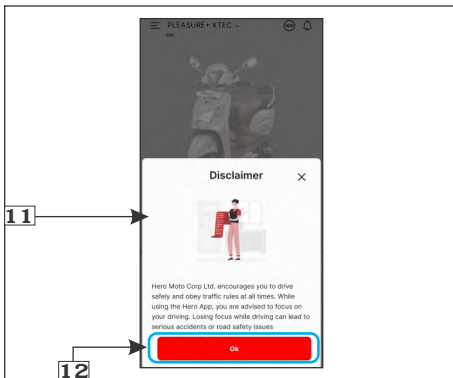 PLEASURE+ XTEC
Disclaimer
11
Hero Moto Corp Ltd. encourages you to drive
safely and obey traffic rules at all times. While
using the Hero App, you are advised to focus on
your driving. Losing focus while driving can lead to
serious accidents or road safety issues
Ok
12